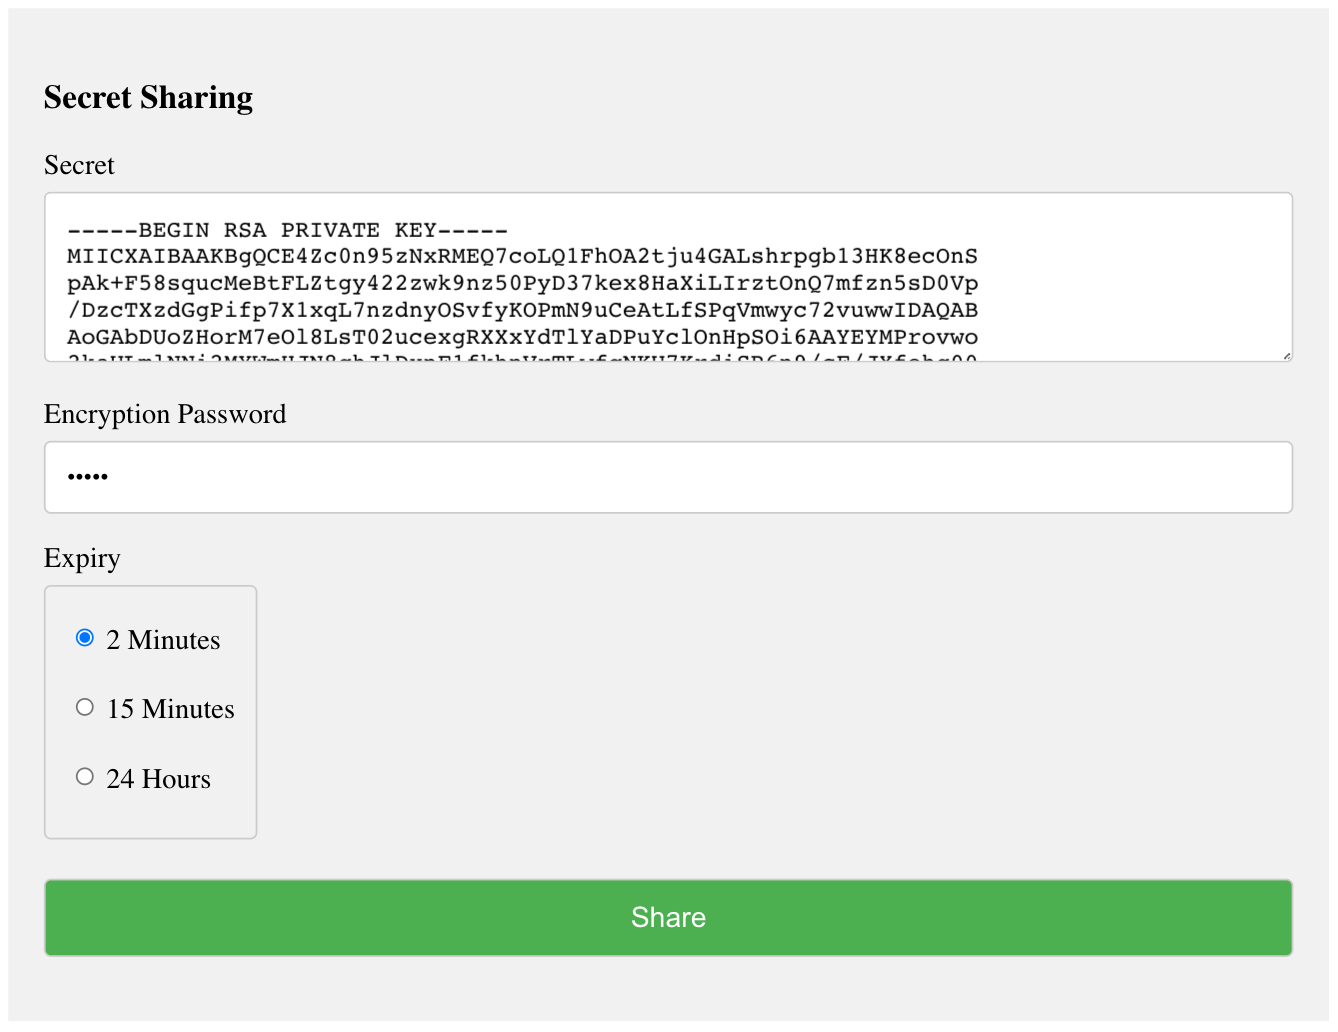 Secret Sharing
Secret
-----BEGIN RSA PRIVATE KEY-----
MIICXAIBAAKBgQCE4Zc0n95zNxRMEQ7coLQ1FhOA2tju4GALshrpgb13HK8ecOnS
pAk+F58squcMeBtFLZtgy422zwk9nz50PyD37kex8HaXiLIrztOnQ7mfzn5sD0Vp
/DzcTXzdGgPifp7X1xqL7nzdnyOSvfyKOPmN9uCeAtLfSPqVmwyc72vuwwIDAQAB
AoGAbDUoZHorM7eOl8LsT02ucexgRXXxYdTlYaDPuYclOnHpSOi6AAYEYMProvwo
Encryption Password
•••••
Expiry
2 Minutes
15 Minutes
24 Hours
Share